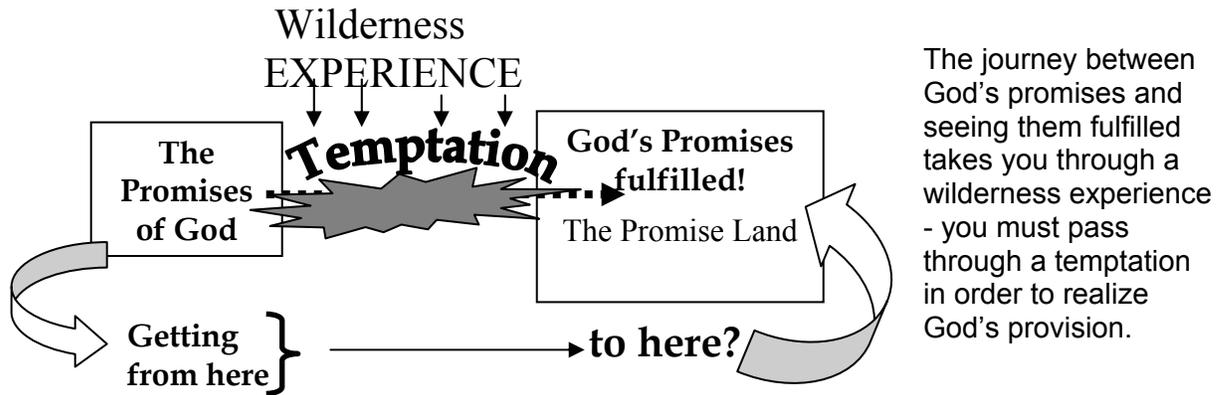 Wilderness
EXPERIENCE
Temptation
The
Promises
of God
God's Promises
fulfilled!
The Promise Land
Getting
from here
to here?
The journey between
God's promises and
seeing them fulfilled
takes you through a
wilderness experience
- you must pass
through a temptation
in order to realize
God's provision.